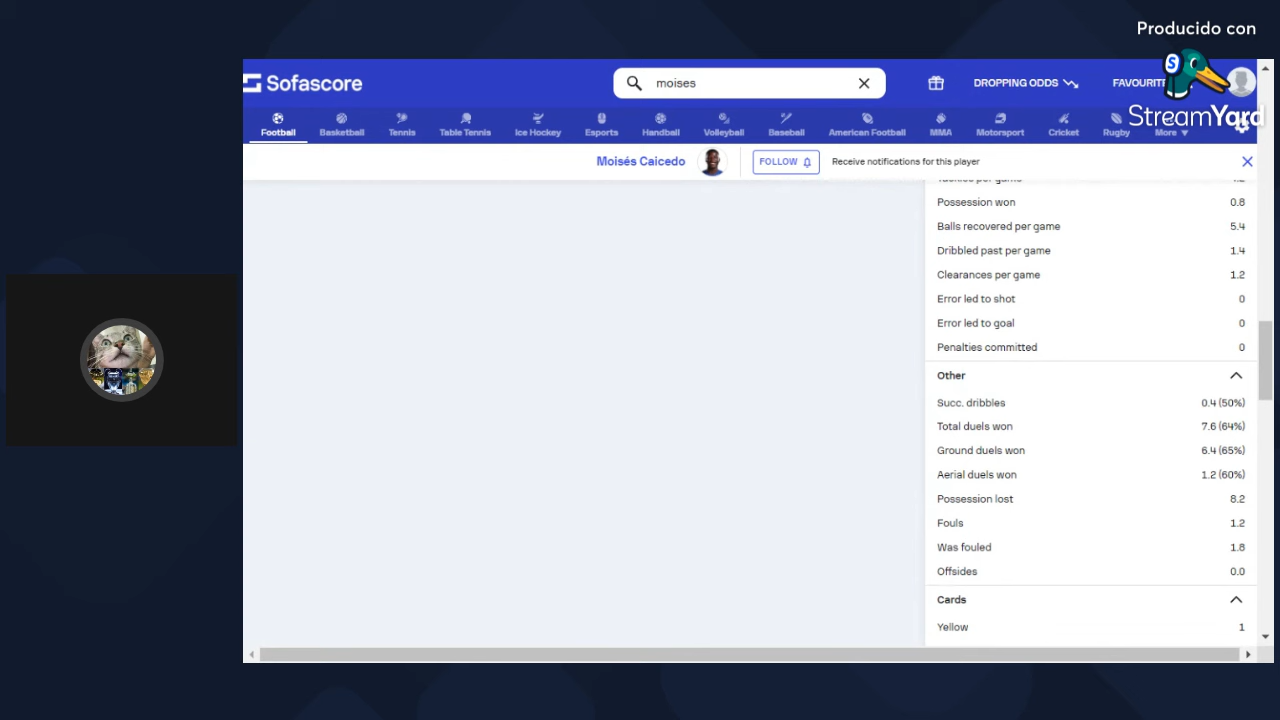 Producido con
StreamYard
Sofascore
moises
DROPPING ODDS
FAVOURITE
Football
Basketball
Tennis
Table Tennis
Ice Hockey
Esports
Handball
Volleyball
Baseball
American Football
MMA
Motorsport
Cricket
Rugby
More
Moisés Caicedo
FOLLOW
Receive notifications for this player
Possession won 0.8
Balls recovered per game 5.4
Dribbled past per game 1.4
Clearances per game 1.2
Error led to shot 0
Error led to goal 0
Penalties committed 0
Other
Succ. dribbles 0.4 (50%)
Total duels won 7.6 (64%)
Ground duels won 6.4 (65%)
Aerial duels won 1.2 (60%)
Possession lost 8.2
Fouls 1.2
Was fouled 1.8
Offsides 0.0
Cards
Yellow 1